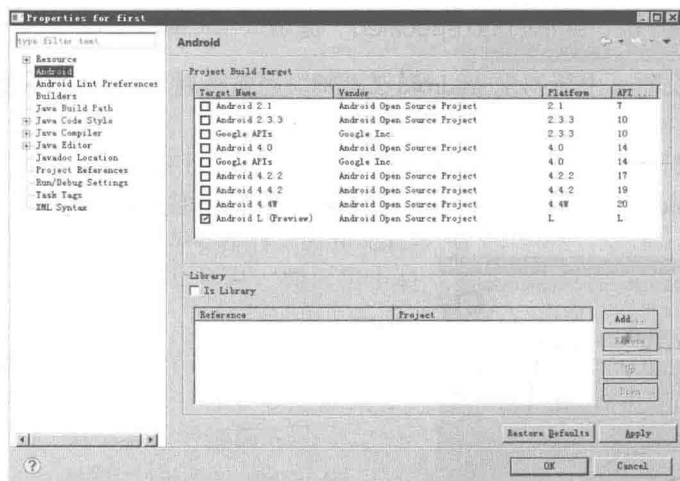 Properties for first
type filter text
Resource
Android
Android Lint Preferences
Builders
Java Build Path
Java Code Style
Java Compiler
Java Editor
Javadoc Location
Project References
Run/Debug Settings
Task Tags
XML Syntax
Android
Project Build Target
Target Name Vendor Platform API ...
Android 2.1 Android Open Source Project 2.1 7
Android 2.3.3 Android Open Source Project 2.3.3 10
Google APIs Google Inc. 2.3.3 10
Android 4.0 Android Open Source Project 4.0 14
Google APIs Google Inc. 4.0 14
Android 4.2.2 Android Open Source Project 4.2.2 17
Android 4.4.2 Android Open Source Project 4.4.2 19
Android 4.4W Android Open Source Project 4.4W 20
Android L (Preview) Android Open Source Project L L
Library
Is Library
Reference Project
Add...
Remove
Up
Down
Restore Defaults Apply
OK Cancel